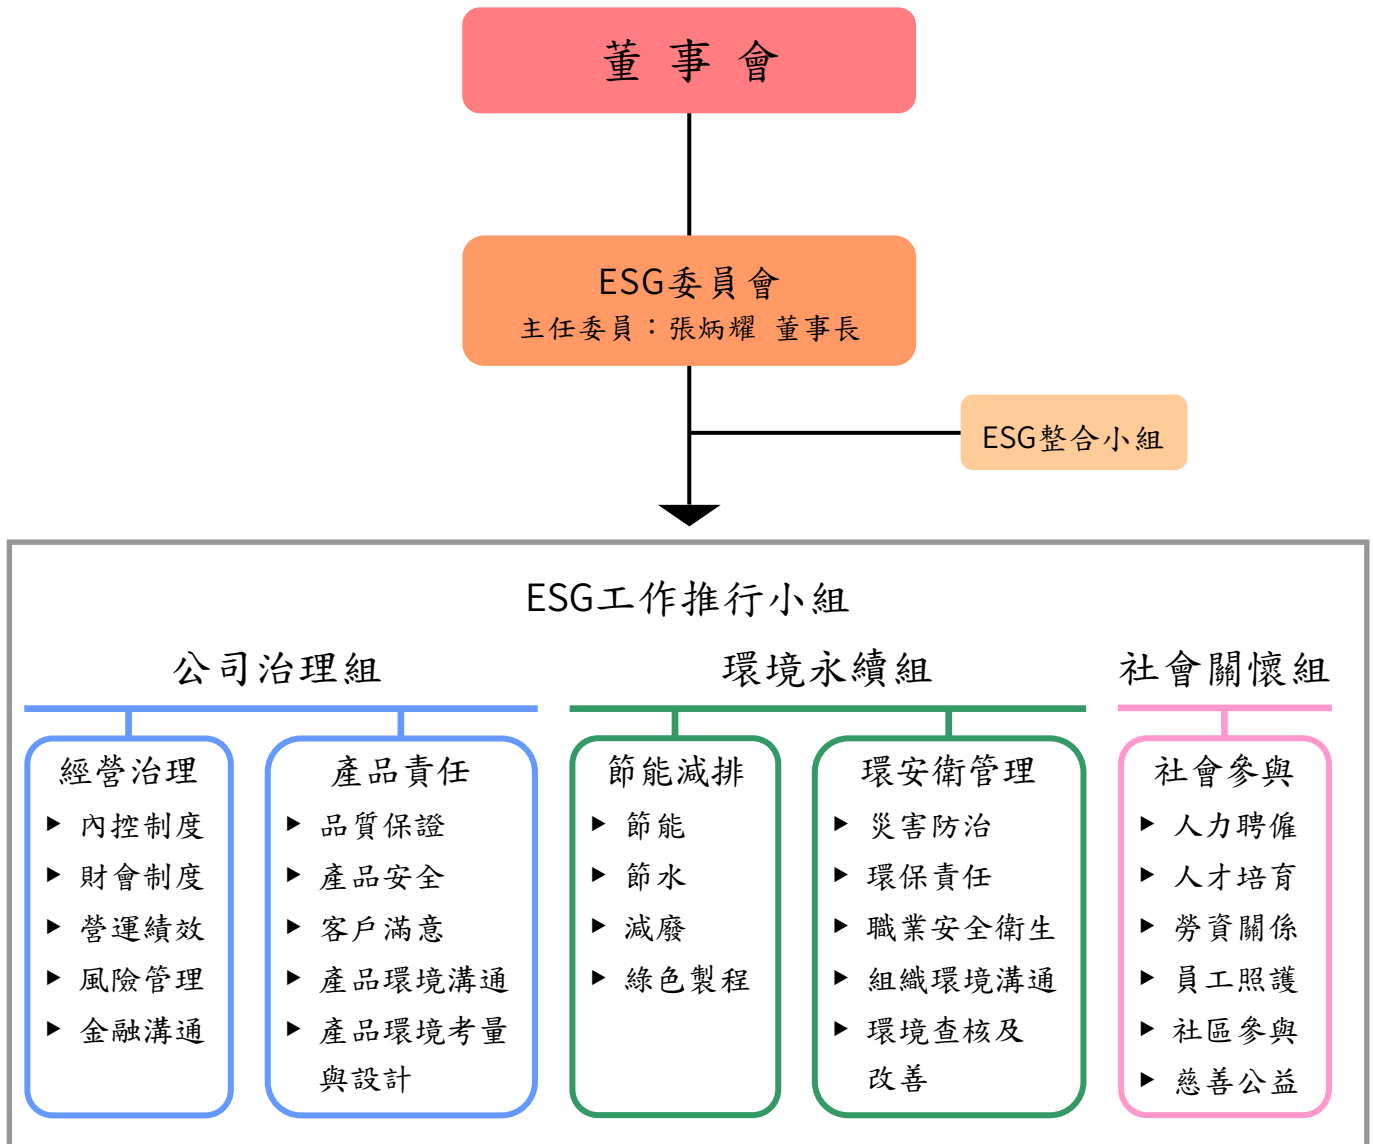 董事會
ESG委員會
主任委員：張炳耀 董事長
ESG整合小組
ESG工作推行小組
公司治理組
經營治理
▶ 內控制度
▶ 財會制度
▶ 營運績效
▶ 風險管理
▶ 金融溝通
產品責任
▶ 品質保證
▶ 產品安全
▶ 客戶滿意
▶ 產品環境溝通
▶ 產品環境考量
與設計
環境永續組
節能減排
▶ 節能
▶ 節水
▶ 減廢
▶ 綠色製程
環安衛管理
▶ 災害防治
▶ 環保責任
▶ 職業安全衛生
▶ 組織環境溝通
▶ 環境查核及
改善
社會關懷組
社會參與
▶ 人力聘僱
▶ 人才培育
▶ 勞資關係
▶ 員工照護
▶ 社區參與
▶ 慈善公益